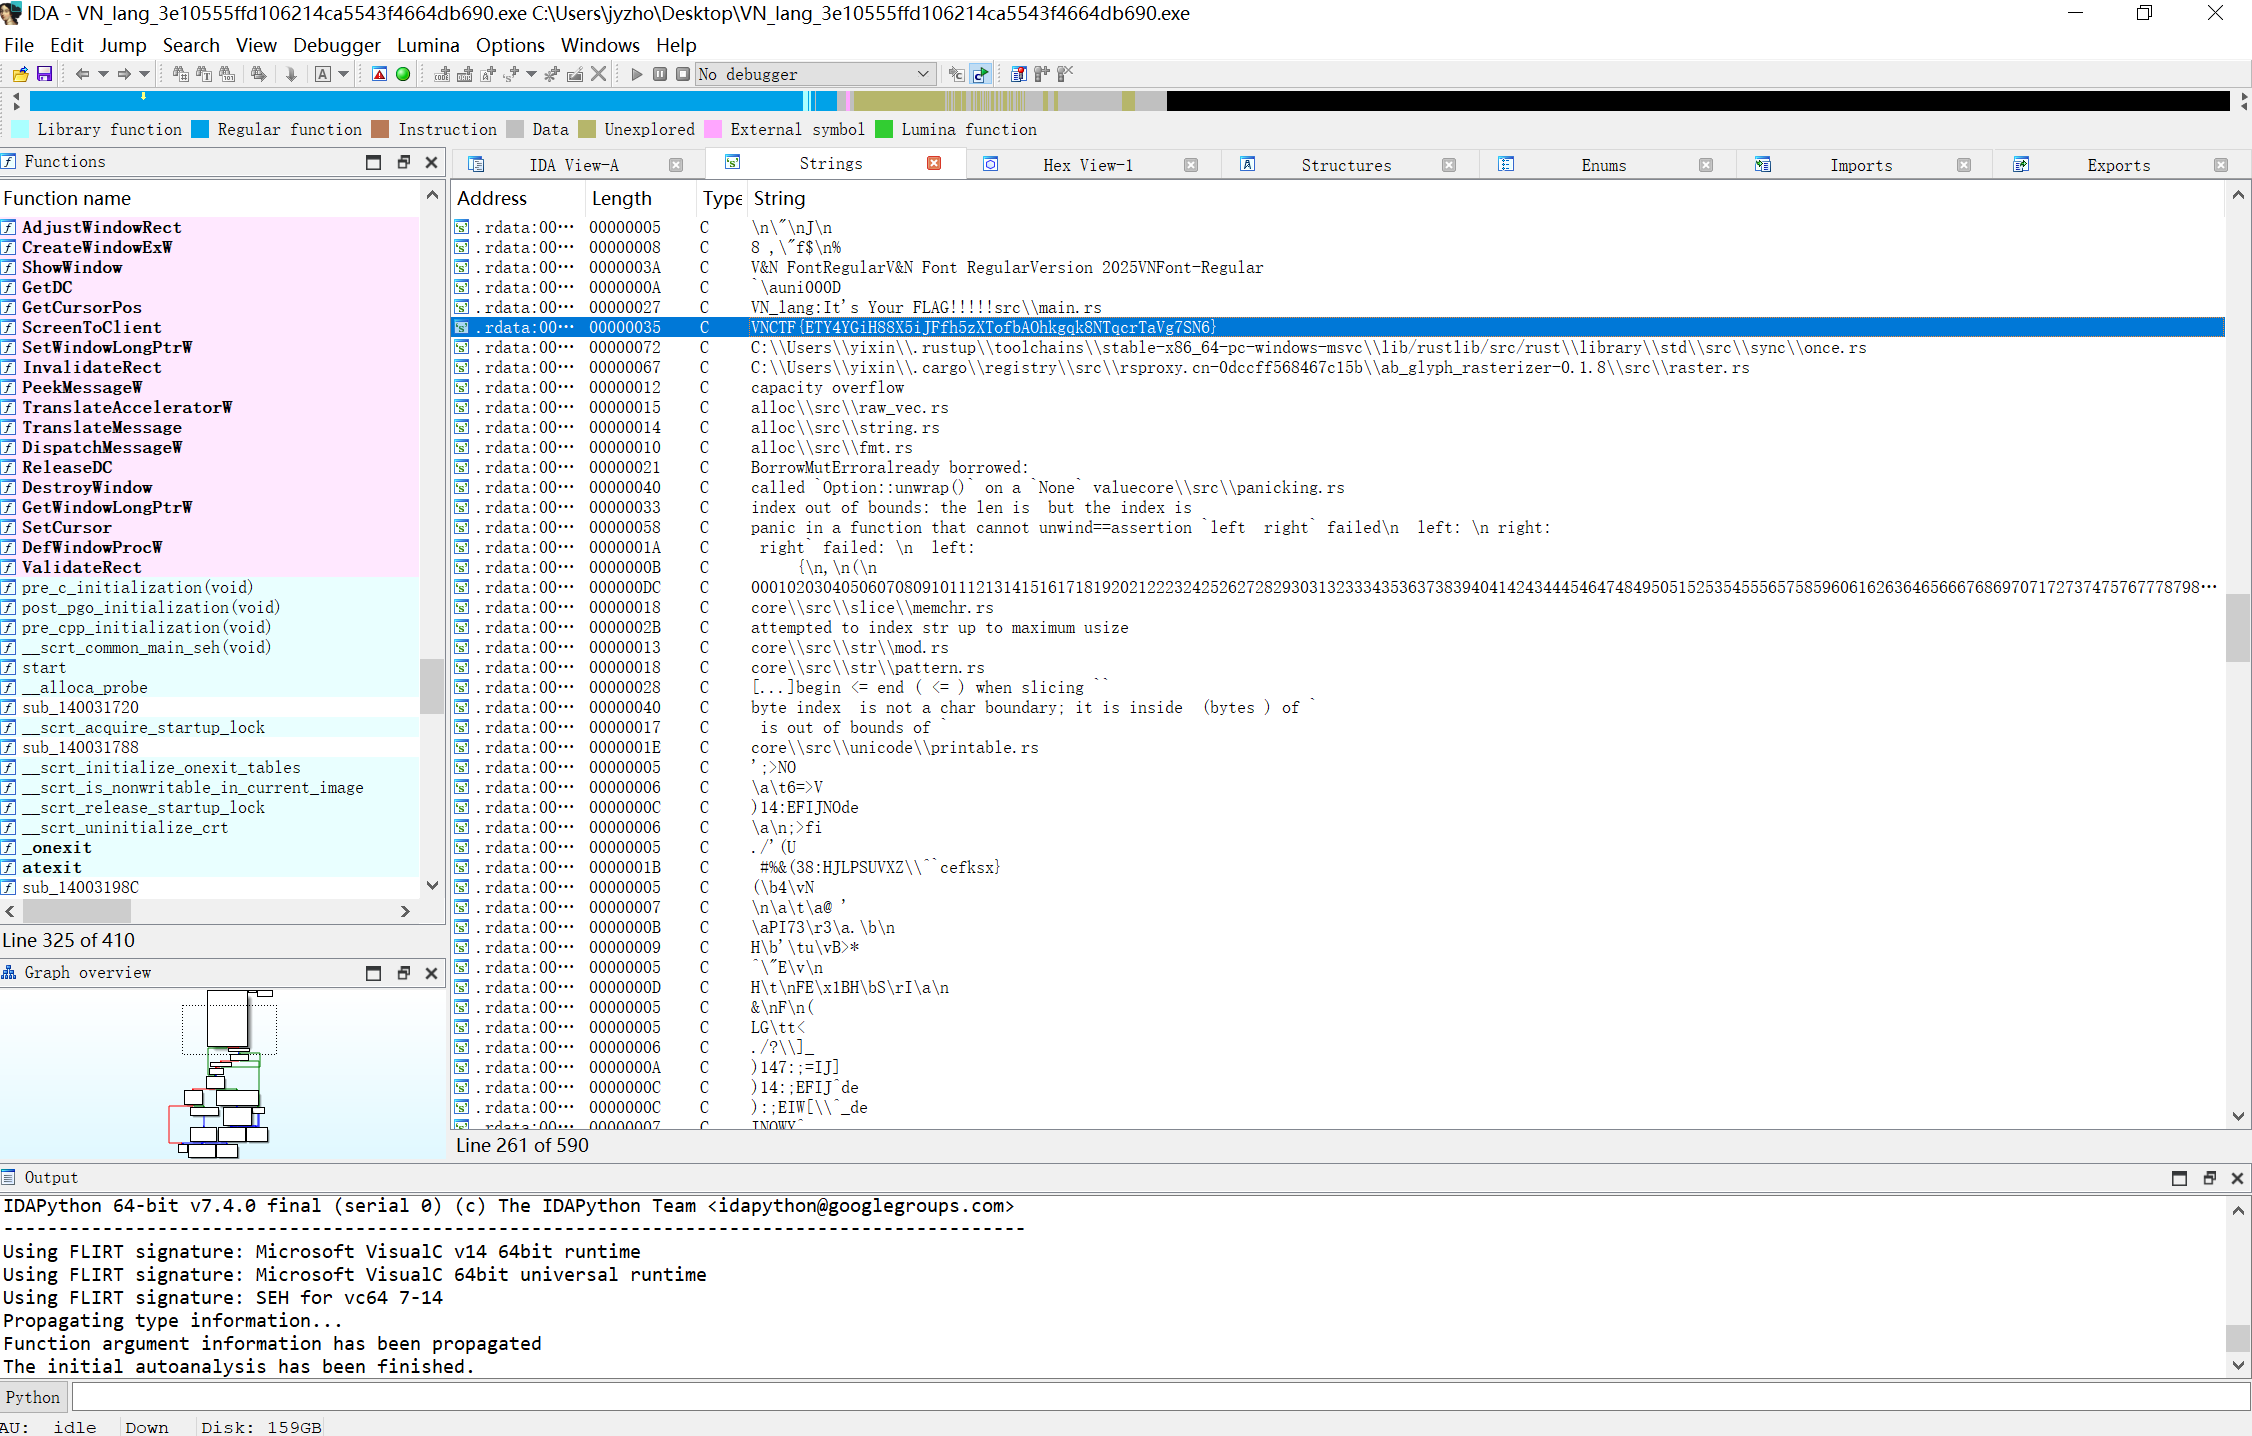 IDA - VN_lang_3e10555ffd106214ca5543f4664db690.exe C:\Users\jyzho\Desktop\VN_lang_3e10555ffd106214ca5543f4664db690.exe
File Edit Jump Search View Debugger Lumina Options Windows Help
No debugger
Library function Regular function Instruction Data Unexplored External symbol Lumina function
Functions
IDA View-A Strings Hex View-1 Structures Enums Imports Exports
Function name
AdjustWindowRect
CreateWindowExW
ShowWindow
GetDC
GetCursorPos
ScreenToClient
SetWindowLongPtrW
InvalidateRect
PeekMessageW
TranslateAcceleratorW
TranslateMessage
DispatchMessageW
ReleaseDC
DestroyWindow
GetWindowLongPtrW
SetCursor
DefWindowProcW
ValidateRect
pre_c_initialization(void)
post_pgo_initialization(void)
pre_cpp_initialization(void)
__scrt_common_main_seh(void)
start
__alloca_probe
sub_140031720
__scrt_acquire_startup_lock
sub_140031788
__scrt_initialize_onexit_tables
__scrt_is_nonwritable_in_current_image
__scrt_release_startup_lock
__scrt_uninitialize_crt
_onexit
atexit
sub_14003198C
Line 325 of 410
Graph overview
Address Length Type String
.rdata:00… 00000005 C \n\"\nJ\n
.rdata:00… 00000008 C 8 ,\"f$\n%
.rdata:00… 0000003A C V&N FontRegularV&N Font RegularVersion 2025VNFont-Regular
.rdata:00… 0000000A C `\auni000D
.rdata:00… 00000027 C VN_lang:It's Your FLAG!!!!!src\\main.rs
.rdata:00… 00000035 C VNCTF{ETY4YGiH88X5iJFfh5zXTofbAOhkgqk8NTqcrTaVg7SN6}
.rdata:00… 00000072 C C:\\Users\\yixin\\.rustup\\toolchains\\stable-x86_64-pc-windows-msvc\\lib/rustlib/src/rust\\library\\std\\src\\sync\\once.rs
.rdata:00… 00000067 C C:\\Users\\yixin\\.cargo\\registry\\src\\rsproxy.cn-0dccff568467c15b\\ab_glyph_rasterizer-0.1.8\\src\\raster.rs
.rdata:00… 00000012 C capacity overflow
.rdata:00… 00000015 C alloc\\src\\raw_vec.rs
.rdata:00… 00000014 C alloc\\src\\string.rs
.rdata:00… 00000010 C alloc\\src\\fmt.rs
.rdata:00… 00000021 C BorrowMutErroralready borrowed:
.rdata:00… 00000040 C called `Option::unwrap()` on a `None` valuecore\\src\\panicking.rs
.rdata:00… 00000033 C index out of bounds: the len is  but the index is
.rdata:00… 00000058 C panic in a function that cannot unwind==assertion `left  right` failed\n  left: \n right:
.rdata:00… 0000001A C  right` failed: \n  left:
.rdata:00… 0000000B C {\n,\n(\n
.rdata:00… 000000DC C 0001020304050607080910111213141516171819202122232425262728293031323334353637383940414243444546474849505152535455565758596061626364656667686970717273747576777879​8…
.rdata:00… 00000018 C core\\src\\slice\\memchr.rs
.rdata:00… 0000002B C attempted to index str up to maximum usize
.rdata:00… 00000013 C core\\src\\str\\mod.rs
.rdata:00… 00000018 C core\\src\\str\\pattern.rs
.rdata:00… 00000028 C [...]begin <= end ( <= ) when slicing ``
.rdata:00… 00000040 C byte index  is not a char boundary; it is inside  (bytes ) of `
.rdata:00… 00000017 C  is out of bounds of `
.rdata:00… 0000001E C core\\src\\unicode\\printable.rs
.rdata:00… 00000005 C ';>NO
.rdata:00… 00000006 C \a\t6=>V
.rdata:00… 0000000C C )14:EFIJNOde
.rdata:00… 00000006 C \a\n;>fi
.rdata:00… 00000005 C ./'(U
.rdata:00… 0000001B C  #%&(38:HJLPSUVXZ\\^`cefksx}
.rdata:00… 00000005 C (\b4\vN
.rdata:00… 00000007 C \n\a\t\a@ '
.rdata:00… 0000000B C \aPI73\r3\a.\b\n
.rdata:00… 00000009 C H\b'\tu\vB>*
.rdata:00… 00000005 C ^\"E\v\n
.rdata:00… 0000000D C H\t\nFE\x1BH\bS\rI\a\n
.rdata:00… 00000005 C &\nF\n(
.rdata:00… 00000005 C LG\tt<
.rdata:00… 00000006 C ./?\\]_
.rdata:00… 0000000A C )147:;=IJ]
.rdata:00… 0000000C C )14:;EFIJ^de
.rdata:00… 0000000C C ):;EIW[\\^_de
.rdata:00… 00000007 C INOWY^
Line 261 of 590
Output
IDAPython 64-bit v7.4.0 final (serial 0) (c) The IDAPython Team <idapython@googlegroups.com>
---------------------------------------------------------------------------------------------
Using FLIRT signature: Microsoft VisualC v14 64bit runtime
Using FLIRT signature: Microsoft VisualC 64bit universal runtime
Using FLIRT signature: SEH for vc64 7-14
Propagating type information...
Function argument information has been propagated
The initial autoanalysis has been finished.
Python
AU: idle Down Disk: 159GB